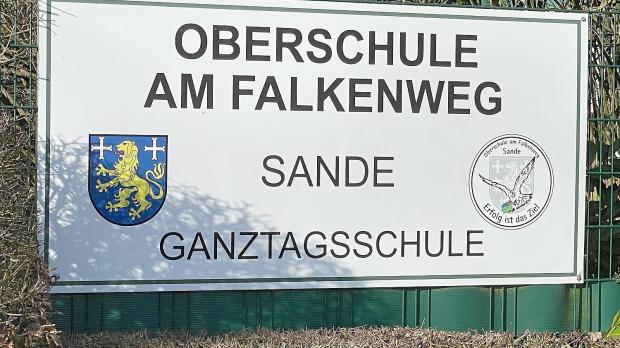 OBERSCHULE
AM FALKENWEG
SANDE
GANZTAGSSCHULE
Oberschule am Falkenweg
Sande
Erfolg ist das Ziel